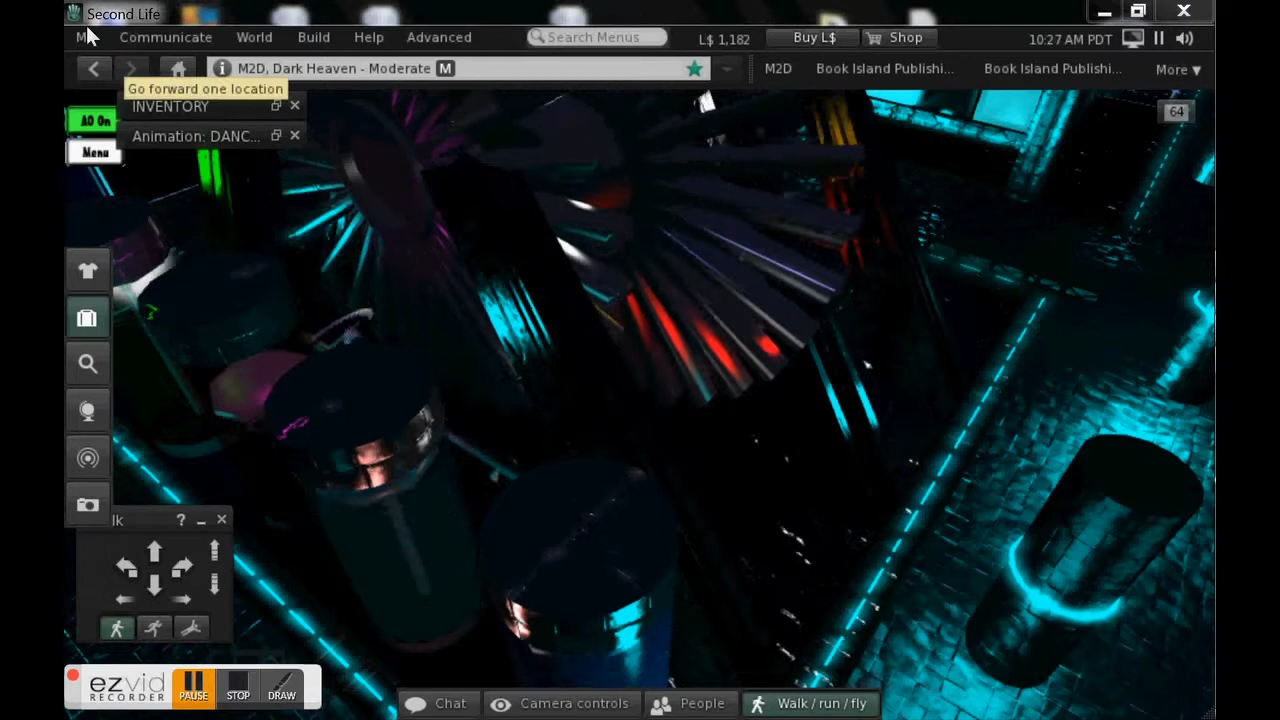 Second Life
M Communicate World Build Help Advanced Search Menus L$ 1,182 Buy L$ Shop 10:27 AM PDT
M2D, Dark Heaven - Moderate M M2D Book Island Publishi... Book Island Publishi... More ▼
Go forward one location
INVENTORY
64
AO On
Animation: DANC...
Menu
lk ? _
ezvid
RECORDER
PAUSE STOP DRAW
Chat Camera controls People Walk / run / fly